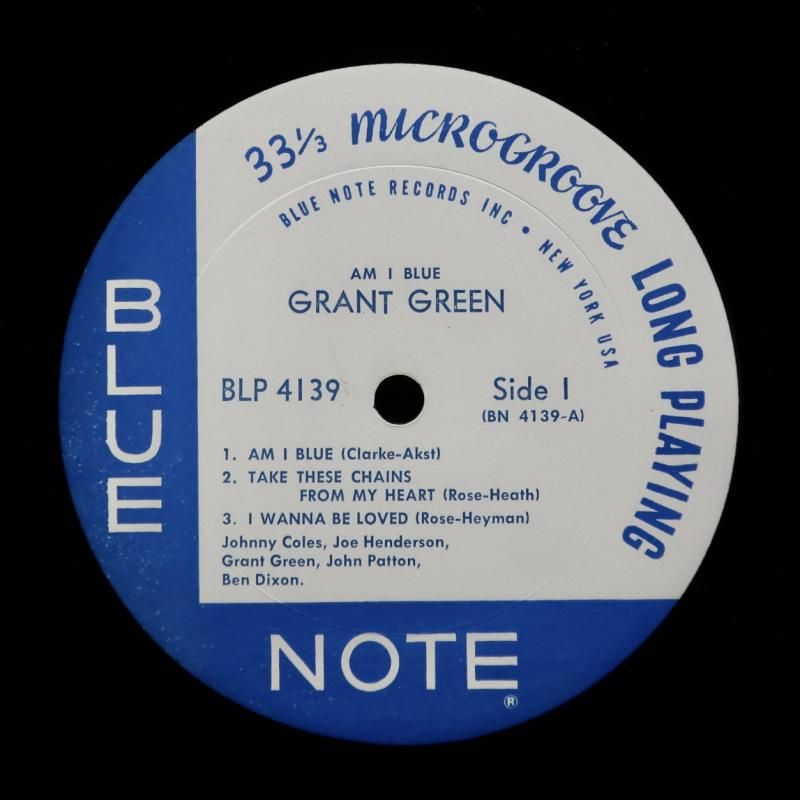 33⅓ MICROGROOVE LONG PLAYING
BLUE NOTE RECORDS INC • NEW YORK USA
AM I BLUE
GRANT GREEN
BLP 4139
Side 1
(BN 4139-A)
1. AM I BLUE (Clarke-Akst)
2. TAKE THESE CHAINS
FROM MY HEART (Rose-Heath)
3. I WANNA BE LOVED (Rose-Heyman)
Johnny Coles, Joe Henderson,
Grant Green, John Patton,
Ben Dixon.
BLUE
NOTE
®